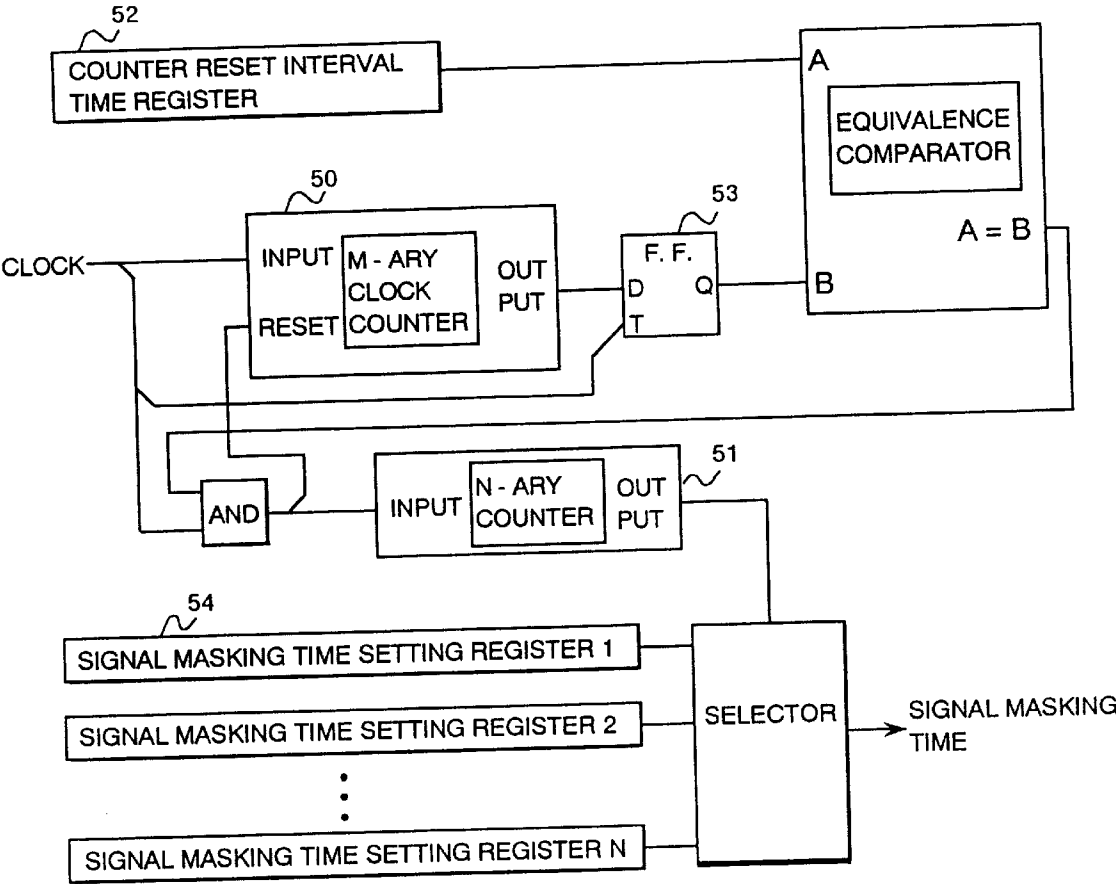 52
COUNTER RESET INTERVAL
TIME REGISTER
A
EQUIVALENCE
COMPARATOR
A = B
B
50
INPUT
M - ARY
CLOCK
COUNTER
OUT
PUT
RESET
CLOCK
53
F. F.
D
Q
T
51
INPUT
N - ARY
COUNTER
OUT
PUT
AND
54
SIGNAL MASKING TIME SETTING REGISTER 1
SIGNAL MASKING TIME SETTING REGISTER 2
SIGNAL MASKING TIME SETTING REGISTER N
SELECTOR
SIGNAL MASKING
TIME